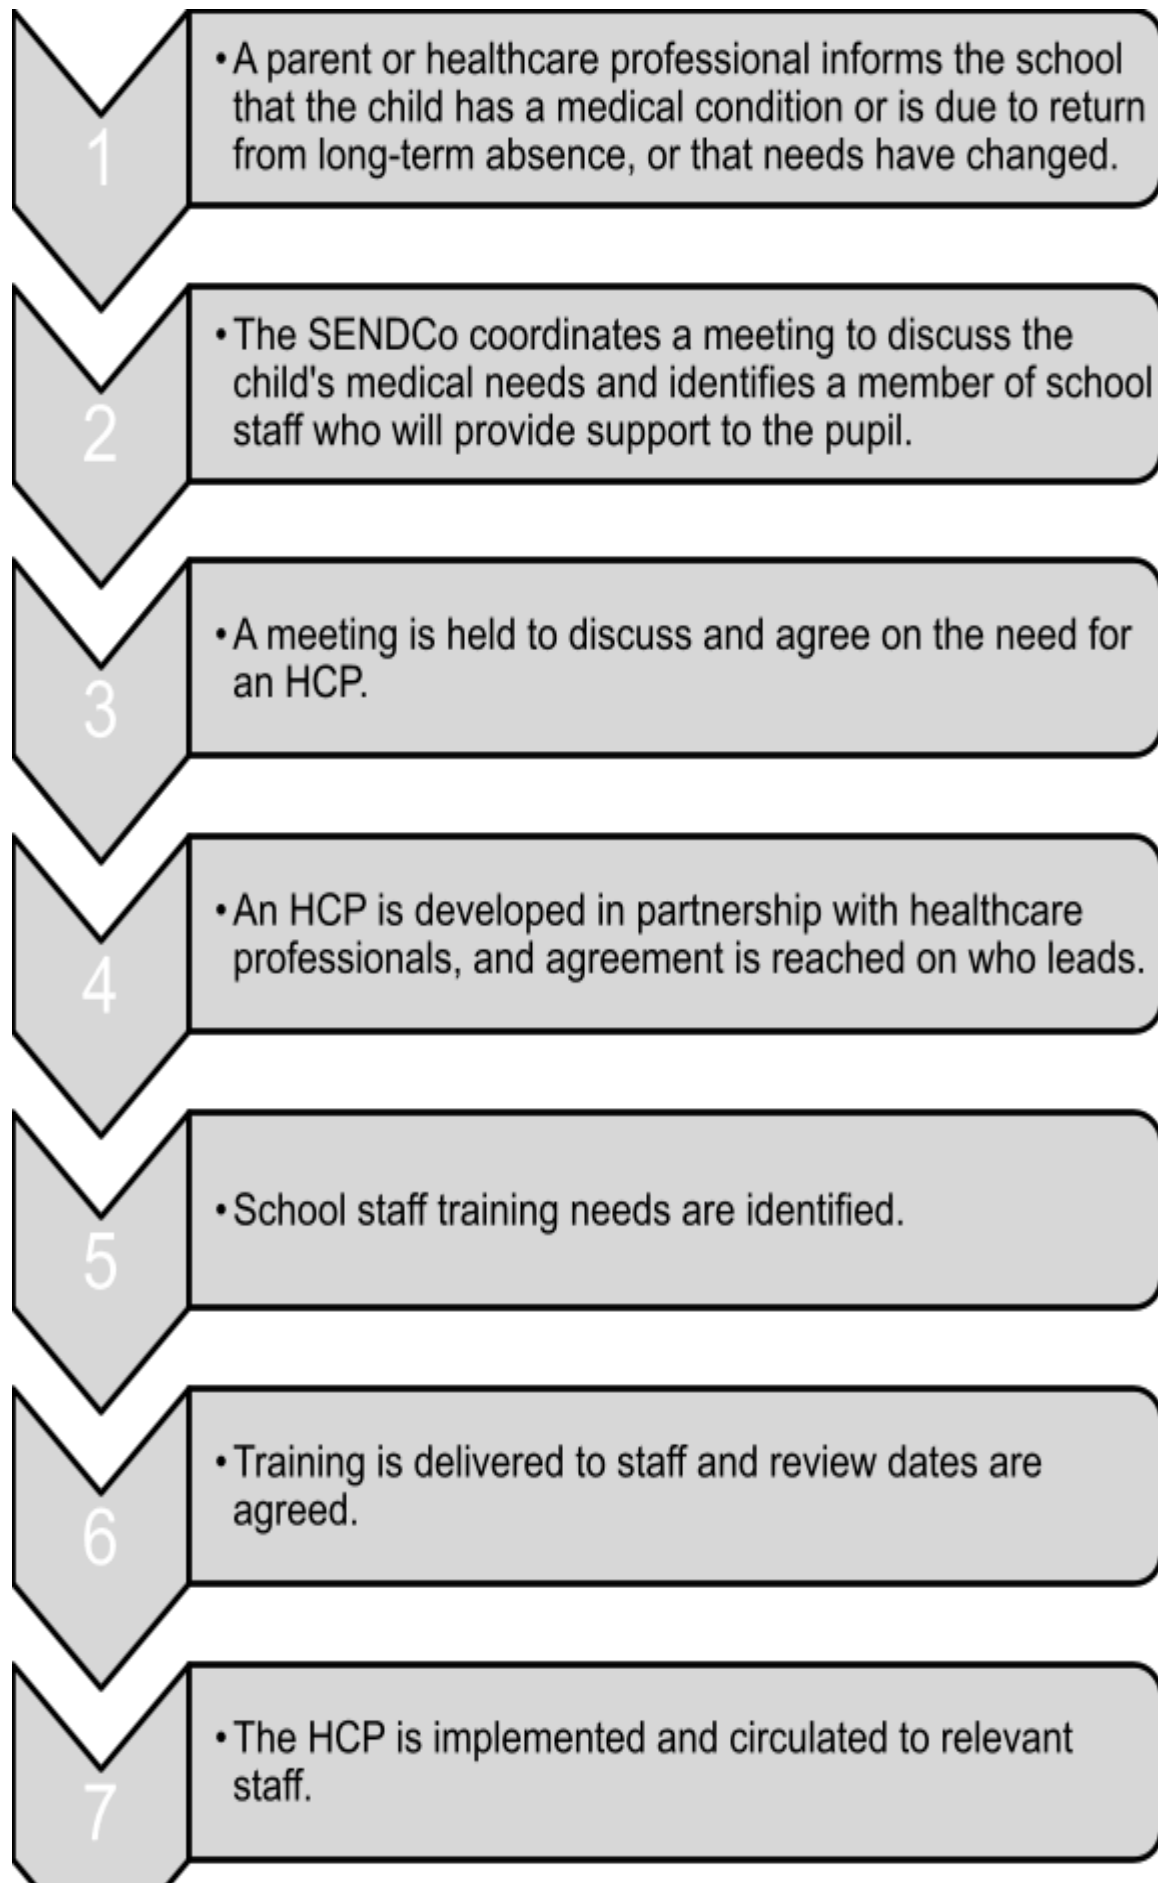 1
• A parent or healthcare professional informs the school
that the child has a medical condition or is due to return
from long-term absence, or that needs have changed.
2
• The SENDCo coordinates a meeting to discuss the
child's medical needs and identifies a member of school
staff who will provide support to the pupil.
3
• A meeting is held to discuss and agree on the need for
an HCP.
4
• An HCP is developed in partnership with healthcare
professionals, and agreement is reached on who leads.
5
• School staff training needs are identified.
6
• Training is delivered to staff and review dates are
agreed.
7
• The HCP is implemented and circulated to relevant
staff.